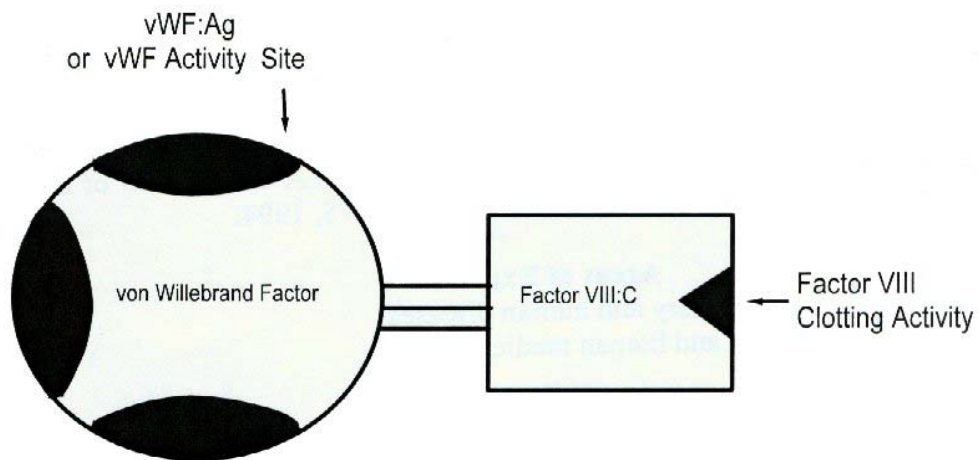 vWF:Ag
or vWF Activity Site
von Willebrand Factor
Factor VIII:C
Factor VIII
Clotting Activity